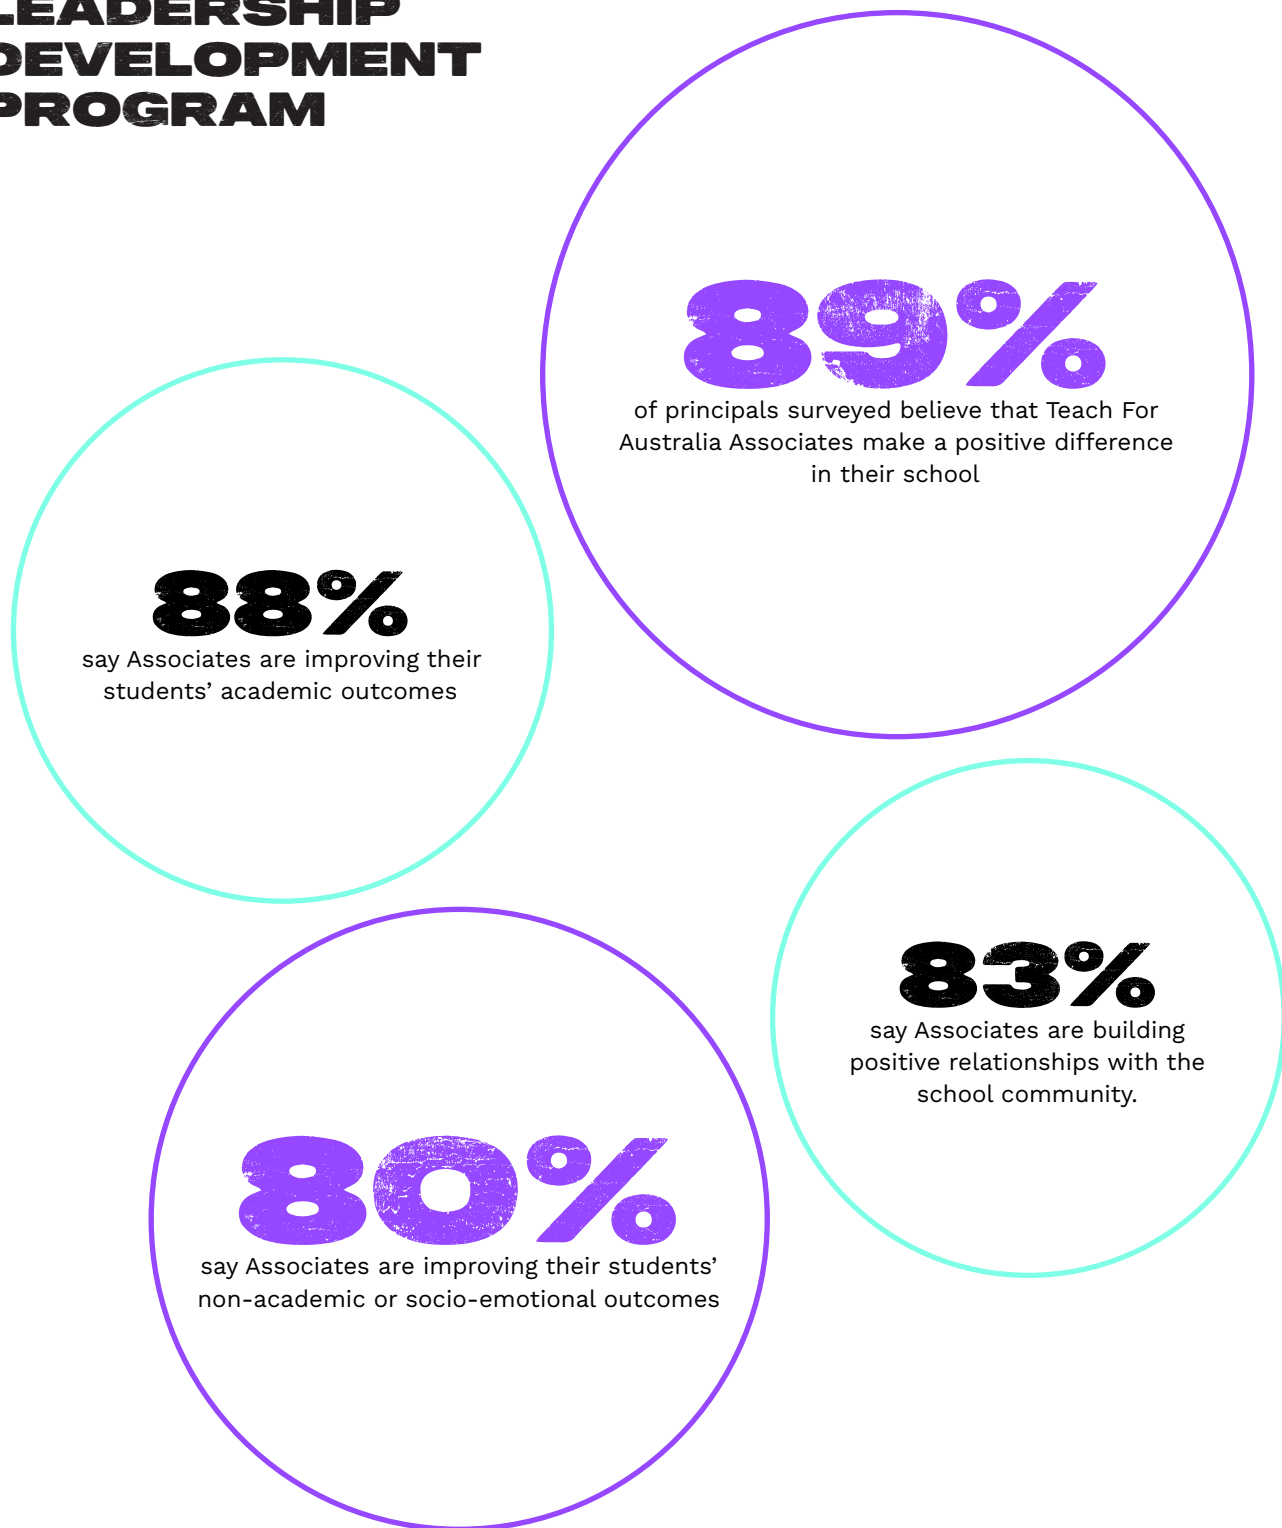 LEADERSHIP
DEVELOPMENT
PROGRAM
89%
of principals surveyed believe that Teach For
Australia Associates make a positive difference
in their school
88%
say Associates are improving their
students’ academic outcomes
83%
say Associates are building
positive relationships with the
school community.
80%
say Associates are improving their students’
non-academic or socio-emotional outcomes